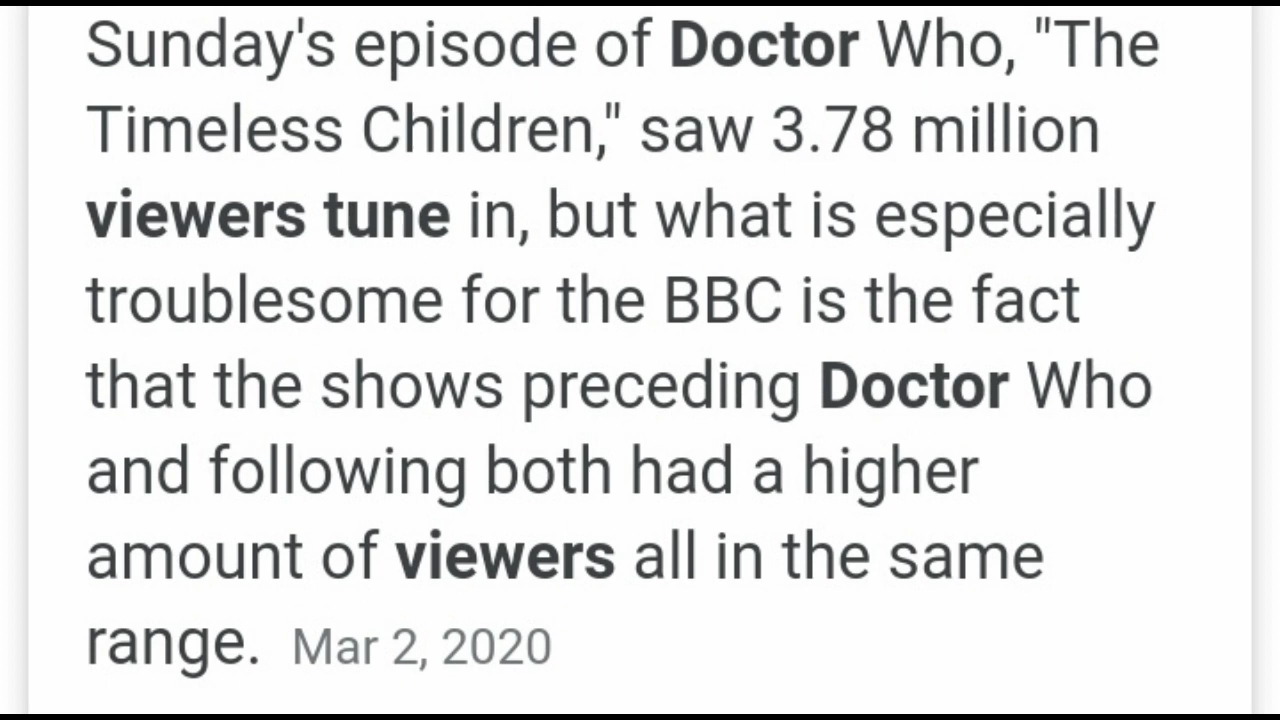 Sunday's episode of Doctor Who, "The
Timeless Children," saw 3.78 million
viewers tune in, but what is especially
troublesome for the BBC is the fact
that the shows preceding Doctor Who
and following both had a higher
amount of viewers all in the same
range. Mar 2, 2020